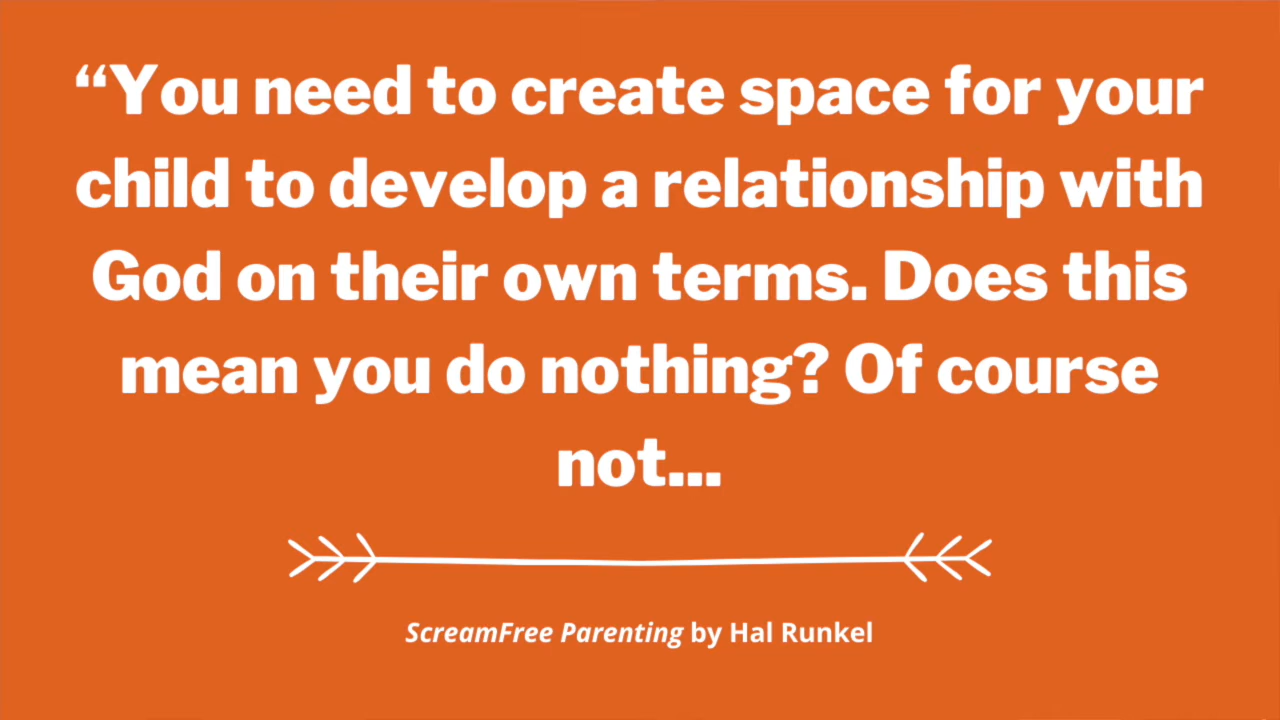 “You need to create space for your
child to develop a relationship with
God on their own terms. Does this
mean you do nothing? Of course
not...
ScreamFree Parenting by Hal Runkel